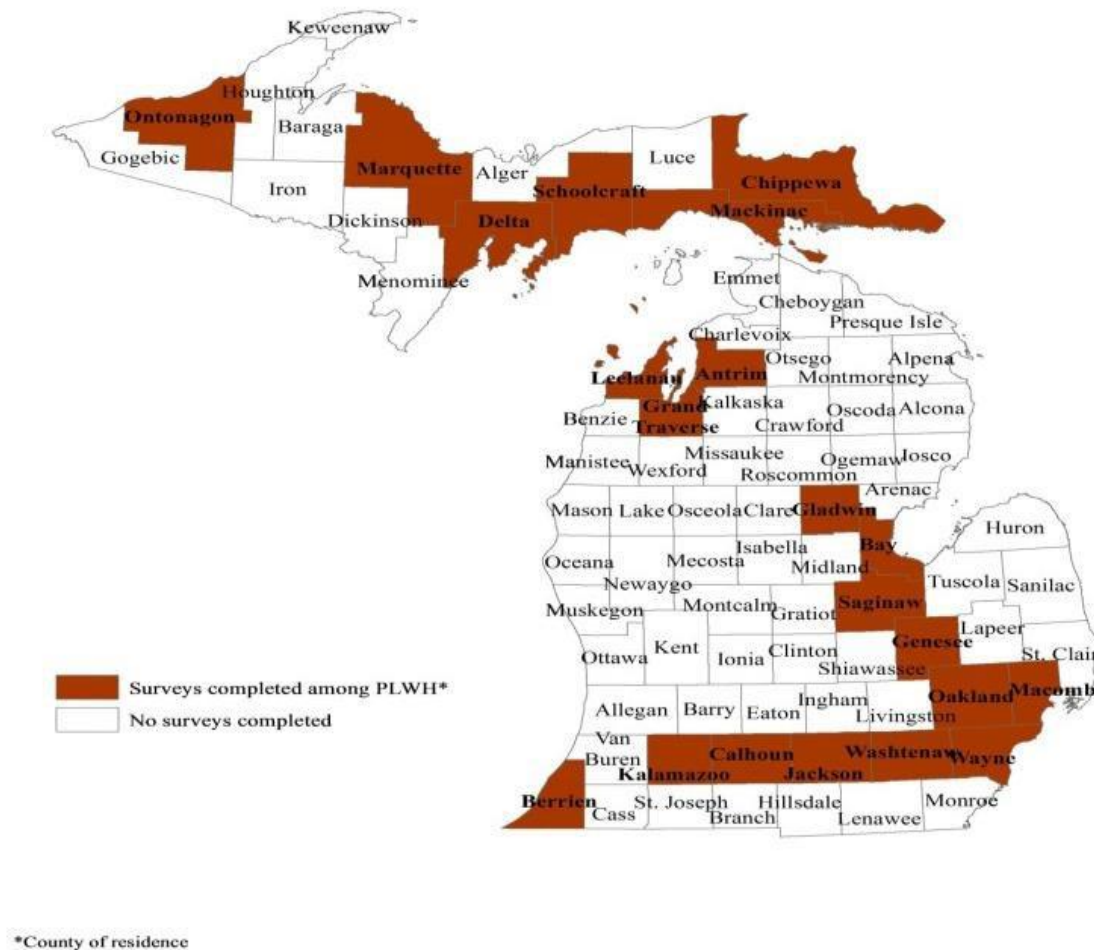 Keweenaw
Houghton
Ontonagon
Baraga
Gogebic
Marquette
Alger
Luce
Iron
Schoolcraft
Chippewa
Mackinac
Dickinson
Delta
Menominee
Emmet
Cheboygan
Presque Isle
Charlevoix
Otsego
Alpena
Leelanau
Antrim
Montmorency
Grand
Traverse
Kalkaska
Benzie
Crawford
Oscoda
Alcona
Manistee
Wexford
Missaukee
Roscommon
Ogemaw
Iosco
Arenac
Mason
Lake
Osceola
Clare
Gladwin
Huron
Bay
Oceana
Newaygo
Mecosta
Isabella
Midland
Tuscola
Sanilac
Muskegon
Montcalm
Gratiot
Saginaw
Lapeer
Genesee
Ottawa
Kent
Ionia
Clinton
Shiawassee
St. Clair
Surveys completed among PLWH*
Oakland
Macomb
No surveys completed
Allegan
Barry
Eaton
Ingham
Livingston
Van
Buren
Kalamazoo
Calhoun
Jackson
Washtenaw
Wayne
Berrien
Cass
St. Joseph
Branch
Hillsdale
Lenawee
Monroe
*County of residence